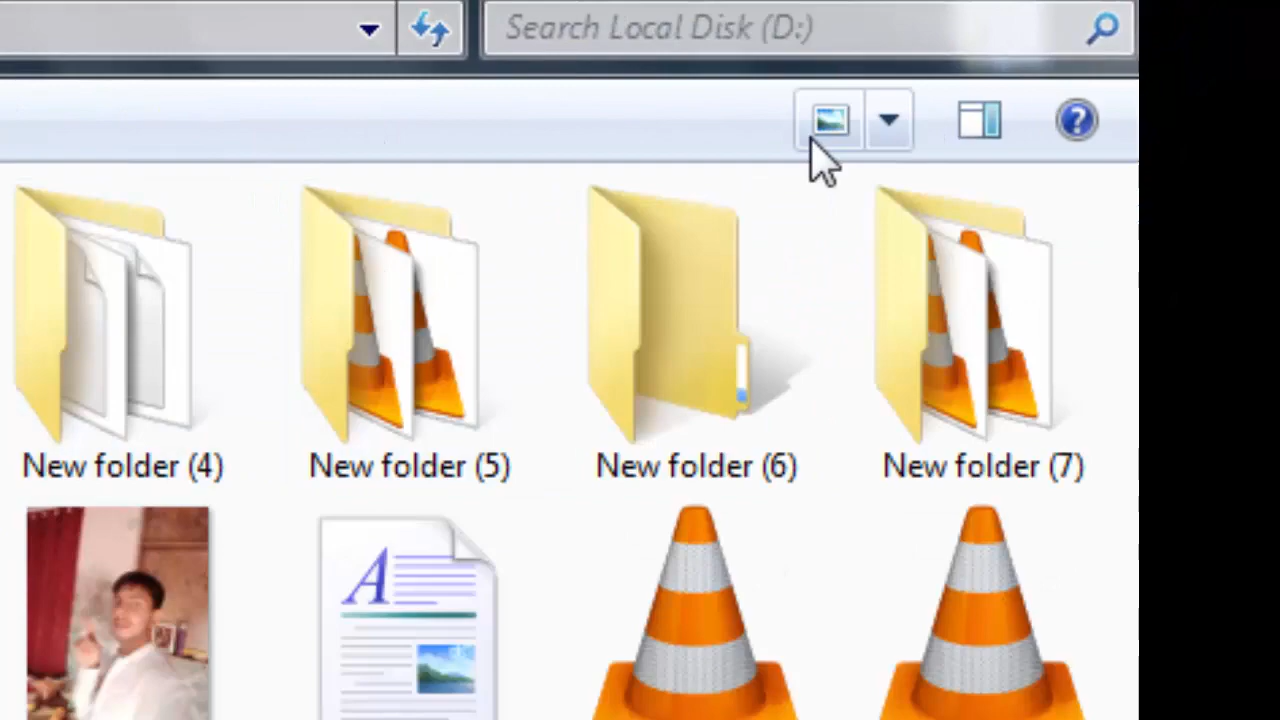 Search Local Disk (D:)
New folder (4)
New folder (5)
New folder (6)
New folder (7)